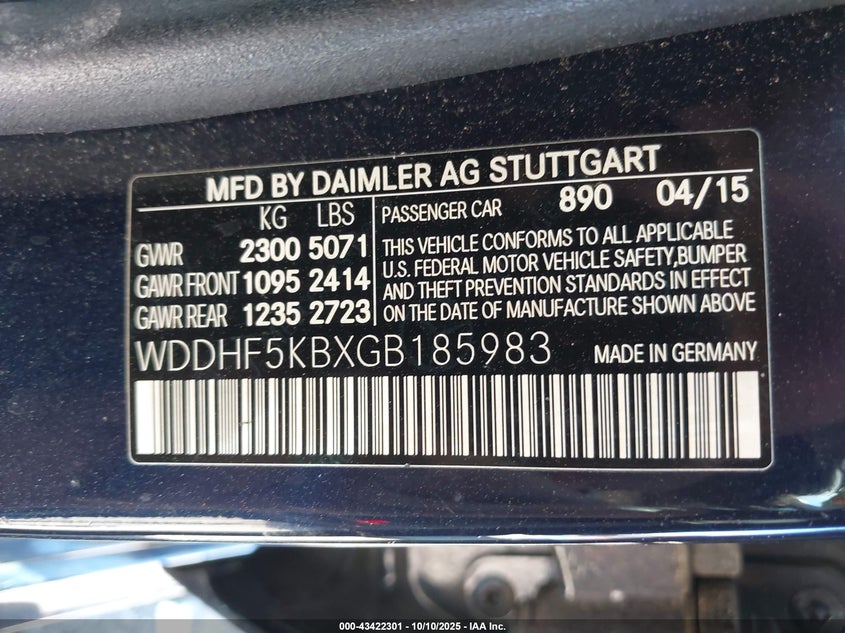 MFD BY DAIMLER AG STUTTGART
KG LBS
GWR 2300 5071
GAWR FRONT 1095 2414
GAWR REAR 1235 2723
PASSENGER CAR 890 04/15
THIS VEHICLE CONFORMS TO ALL APPLICABLE
U.S. FEDERAL MOTOR VEHICLE SAFETY,BUMPER
AND THEFT PREVENTION STANDARDS IN EFFECT
ON THE DATE OF MANUFACTURE SHOWN ABOVE
WDDHF5KBXGB185983 MADE IN GERMANY
000-43422301 - 10/10/2025 - IAA Inc.